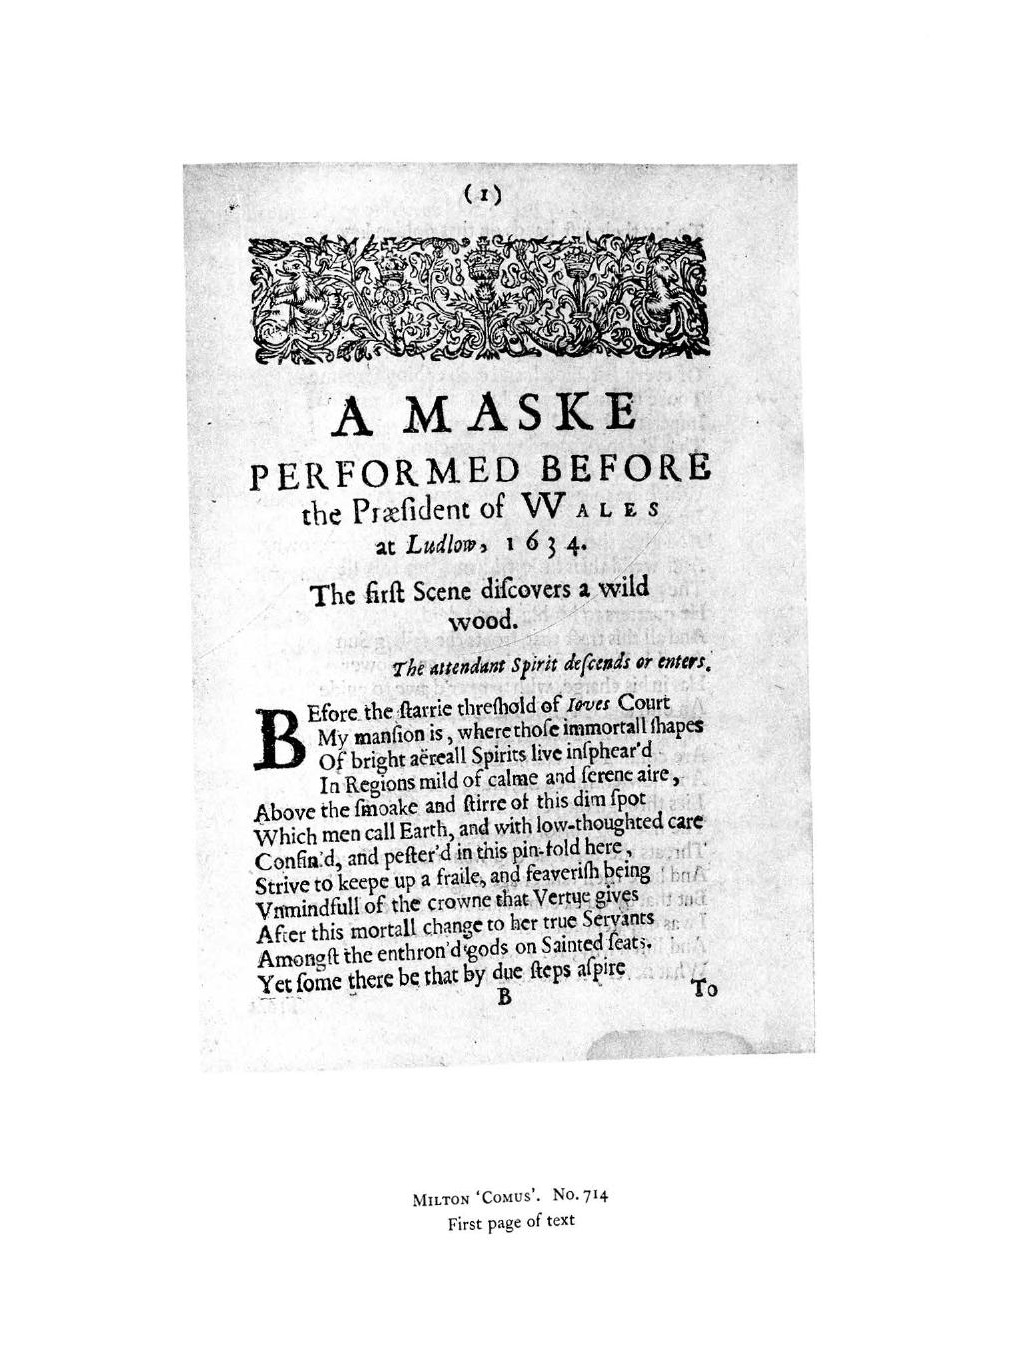 (1)
A MASKE
PERFORMED BEFORE
the Præſident of WALES
at Ludlow, 1634.
The firſt Scene diſcovers a wild
wood.
The attendant Spirit deſcends or enters.
BEfore the ſtarrie threſhold of Ioves Court
My manſion is, where thoſe immortall ſhapes
Of bright aëreall Spirits live inſphear'd
In Regions mild of calme and ſerene aire,
Above the ſmoake and ſtirre of this dim ſpot
Which men call Earth, and with low-thoughted care
Confin'd, and peſter'd in this pin-fold here,
Strive to keepe up a fraile, and feaveriſh being
Vnmindfull of the crowne that Vertue gives
After this mortall change to her true Servants
Amongſt the enthron'd gods on Sainted ſeats.
Yet ſome there be that by due ſteps aſpire
B To
MILTON 'COMUS'. No. 714
First page of text